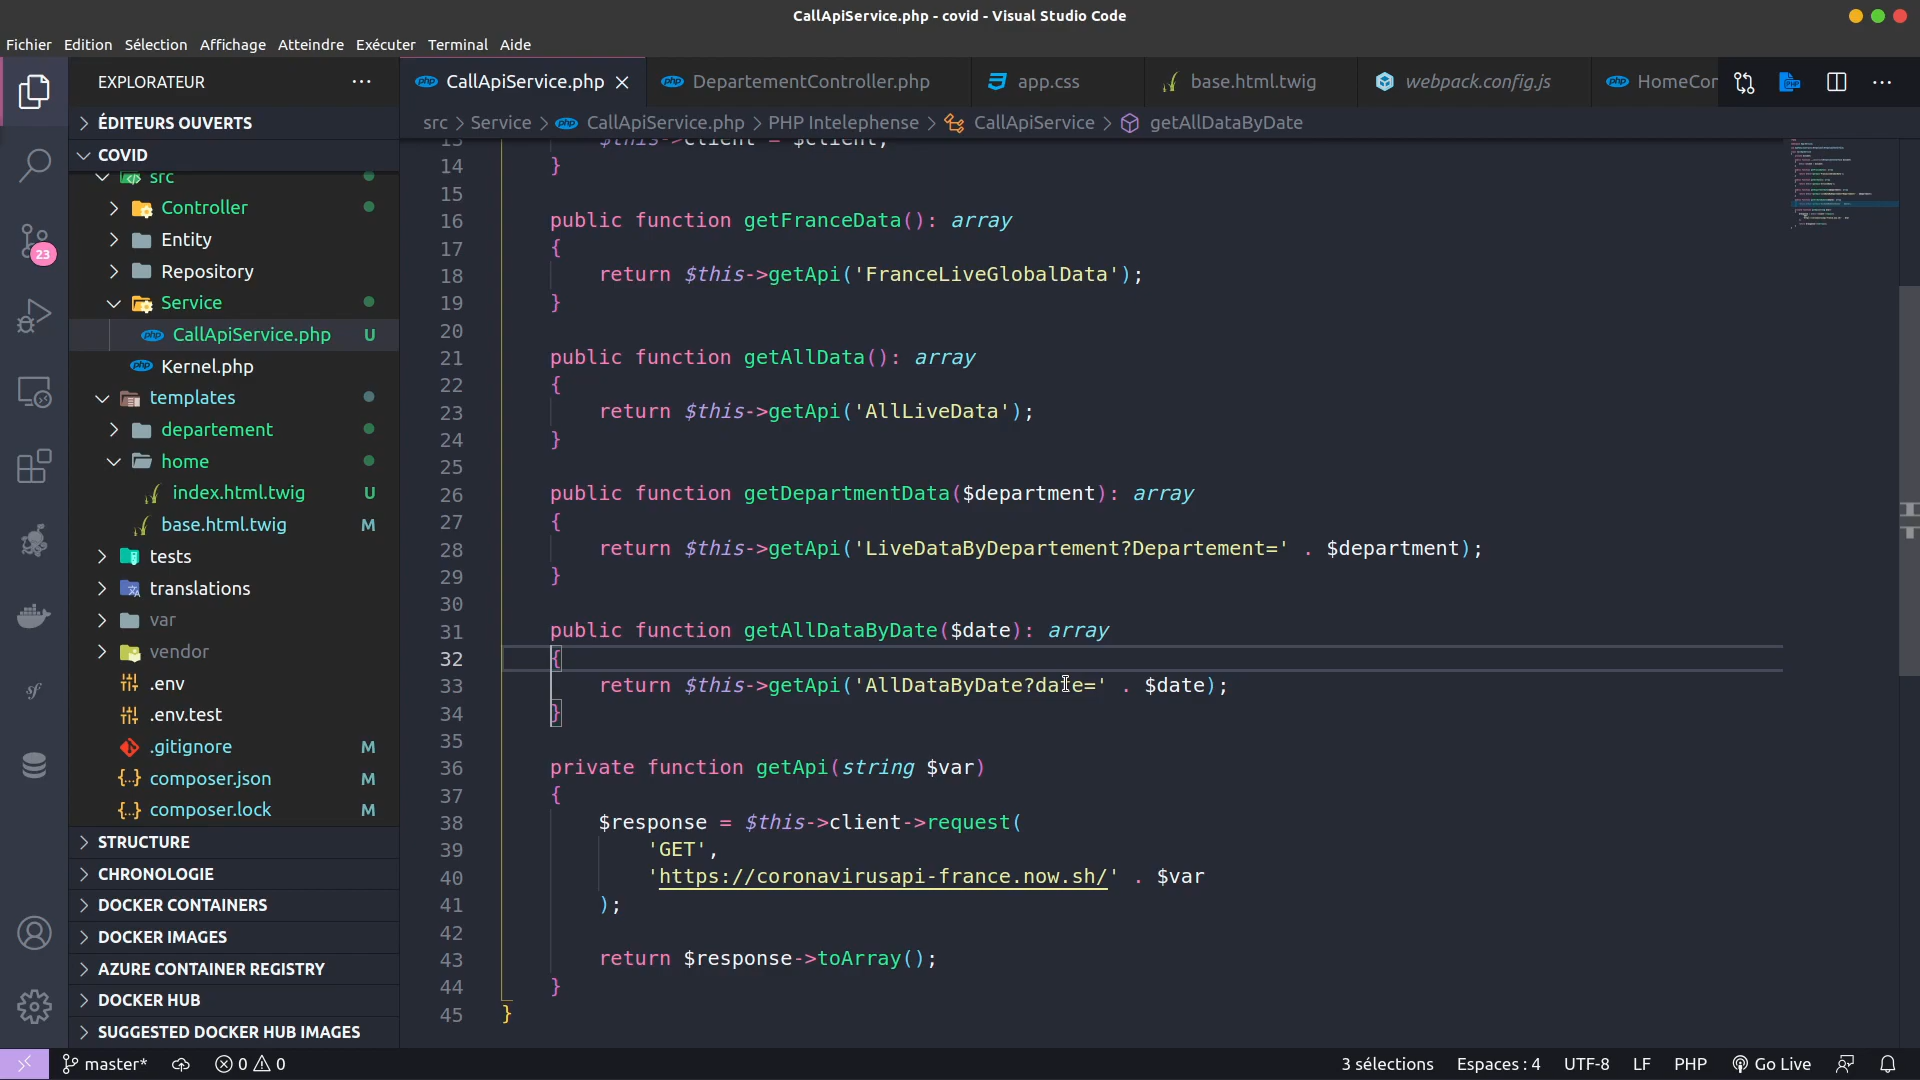 CallApiService.php - covid - Visual Studio Code
Fichier Edition Sélection Affichage Atteindre Exécuter Terminal Aide
EXPLORATEUR
ÉDITEURS OUVERTS
COVID
src
Controller
Entity
Repository
Service
CallApiService.php U
Kernel.php
templates
departement
home
index.html.twig U
base.html.twig M
tests
translations
var
vendor
.env
.env.test
.gitignore M
composer.json M
composer.lock M
STRUCTURE
CHRONOLOGIE
DOCKER CONTAINERS
DOCKER IMAGES
AZURE CONTAINER REGISTRY
DOCKER HUB
SUGGESTED DOCKER HUB IMAGES
23
CallApiService.php DepartementController.php app.css base.html.twig webpack.config.js HomeCor
src > Service > CallApiService.php > PHP Intelephense > CallApiService > getAllDataByDate
13 $this->client = $client;
14 }
15
16 public function getFranceData(): array
17 {
18 return $this->getApi('FranceLiveGlobalData');
19 }
20
21 public function getAllData(): array
22 {
23 return $this->getApi('AllLiveData');
24 }
25
26 public function getDepartmentData($department): array
27 {
28 return $this->getApi('LiveDataByDepartement?Departement=' . $department);
29 }
30
31 public function getAllDataByDate($date): array
32 {
33 return $this->getApi('AllDataByDate?date=' . $date);
34 }
35
36 private function getApi(string $var)
37 {
38 $response = $this->client->request(
39 'GET',
40 'https://coronavirusapi-france.now.sh/' . $var
41 );
42
43 return $response->toArray();
44 }
45 }
master* 0 0 3 sélections Espaces : 4 UTF-8 LF PHP Go Live